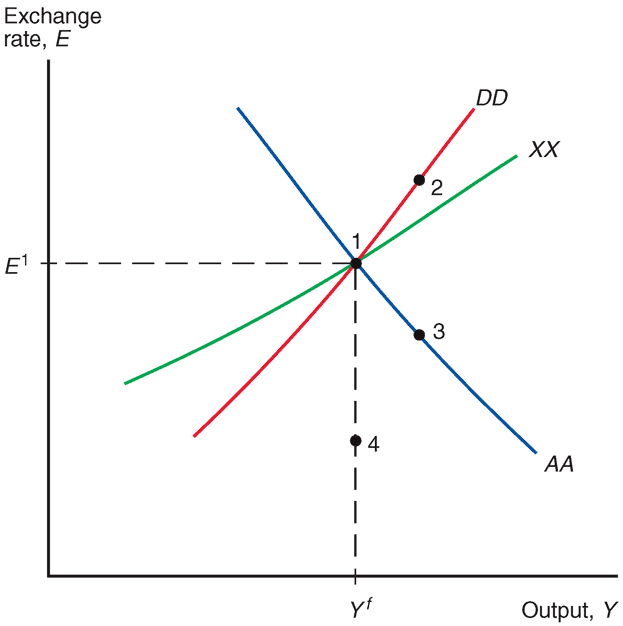 Exchange
rate, E
DD
XX
2
1
E¹
3
4
AA
Yᶠ
Output, Y